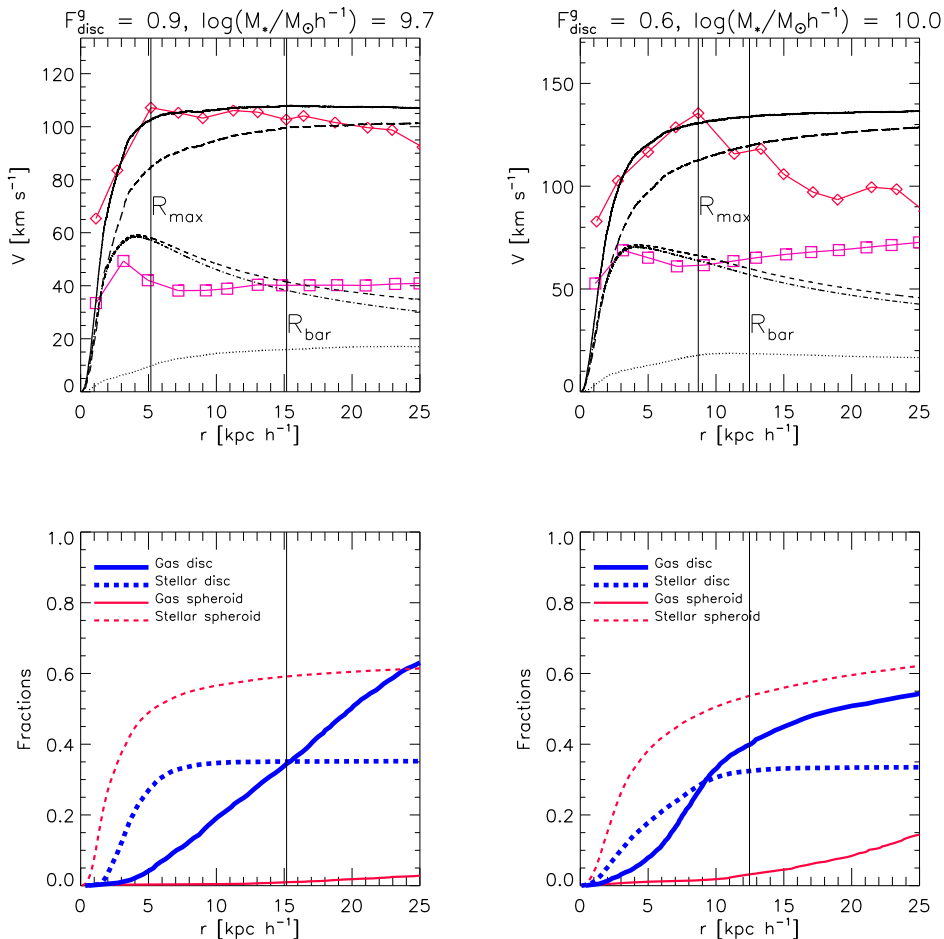 F^g_disc = 0.9, log(M_*/M_⊙h^-1) = 9.7
F^g_disc = 0.6, log(M_*/M_⊙h^-1) = 10.0
V [km s^-1]
120
100
80
60
40
20
0
R_max
R_bar
0 5 10 15 20 25
r [kpc h^-1]
V [km s^-1]
150
100
50
0
R_max
R_bar
0 5 10 15 20 25
r [kpc h^-1]
Fractions
1.0
0.8
0.6
0.4
0.2
0.0
Gas disc
Stellar disc
Gas spheroid
Stellar spheroid
0 5 10 15 20 25
r [kpc h^-1]
Fractions
1.0
0.8
0.6
0.4
0.2
0.0
Gas disc
Stellar disc
Gas spheroid
Stellar spheroid
0 5 10 15 20 25
r [kpc h^-1]